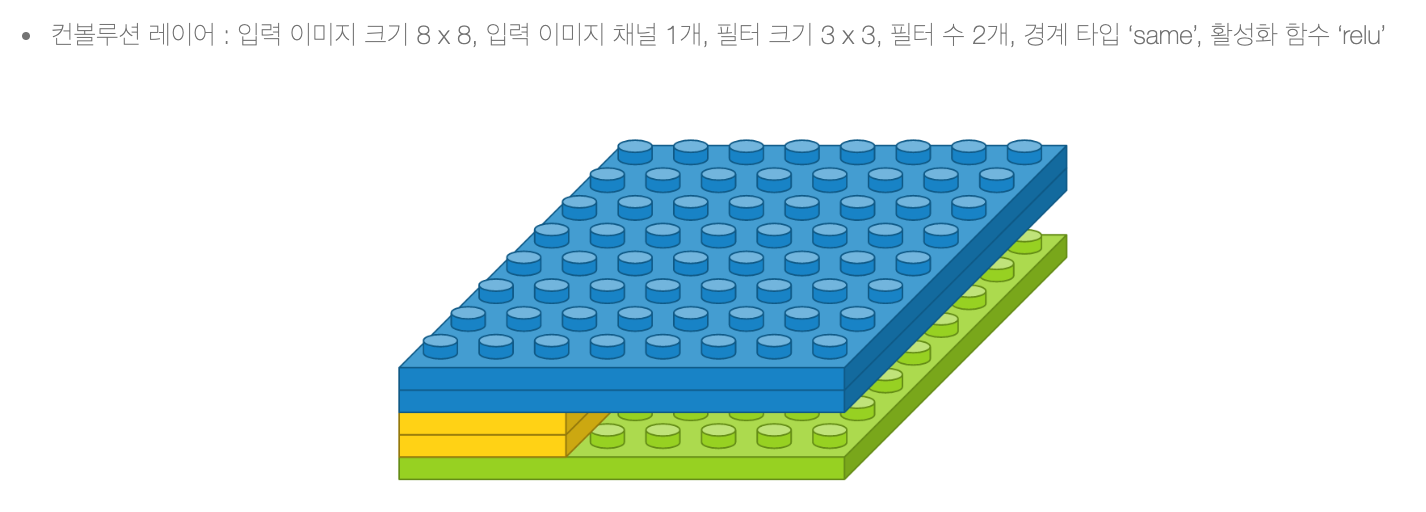 • 컨볼루션 레이어 : 입력 이미지 크기 8 x 8, 입력 이미지 채널 1개, 필터 크기 3 x 3, 필터 수 2개, 경계 타입 ‘same’, 활성화 함수 ‘relu’